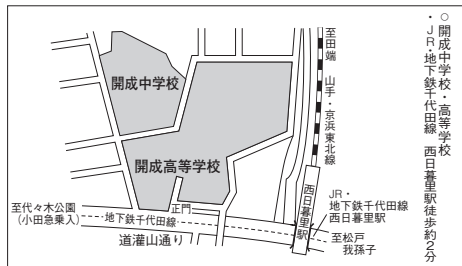 ○開成中学校・高等学校
・JR・地下鉄千代田線 西日暮里駅徒歩約2分
至田端 山手・京浜東北線
開成中学校
開成高等学校
正門
西日暮里駅
JR・
地下鉄千代田線
西日暮里駅
至代々木公園
(小田急乗入)
地下鉄千代田線
道灌山通り
至松戸
我孫子